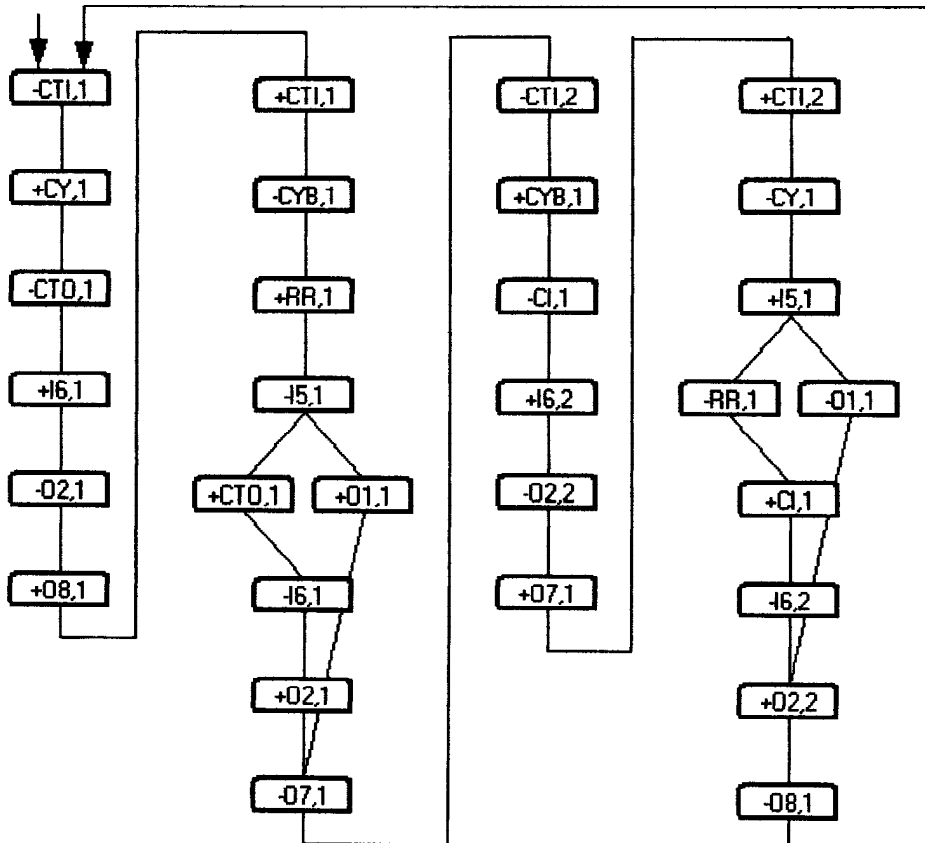 -CTI,1
+CY,1
-CTO,1
+I6,1
-O2,1
+O8,1
+CTI,1
-CYB,1
+RR,1
-I5,1
+CTO,1
+O1,1
-I6,1
+O2,1
-O7,1
-CTI,2
+CYB,1
-CI,1
+I6,2
-O2,2
+O7,1
+CTI,2
-CY,1
+I5,1
-RR,1
-O1,1
+CI,1
-I6,2
+O2,2
-O8,1